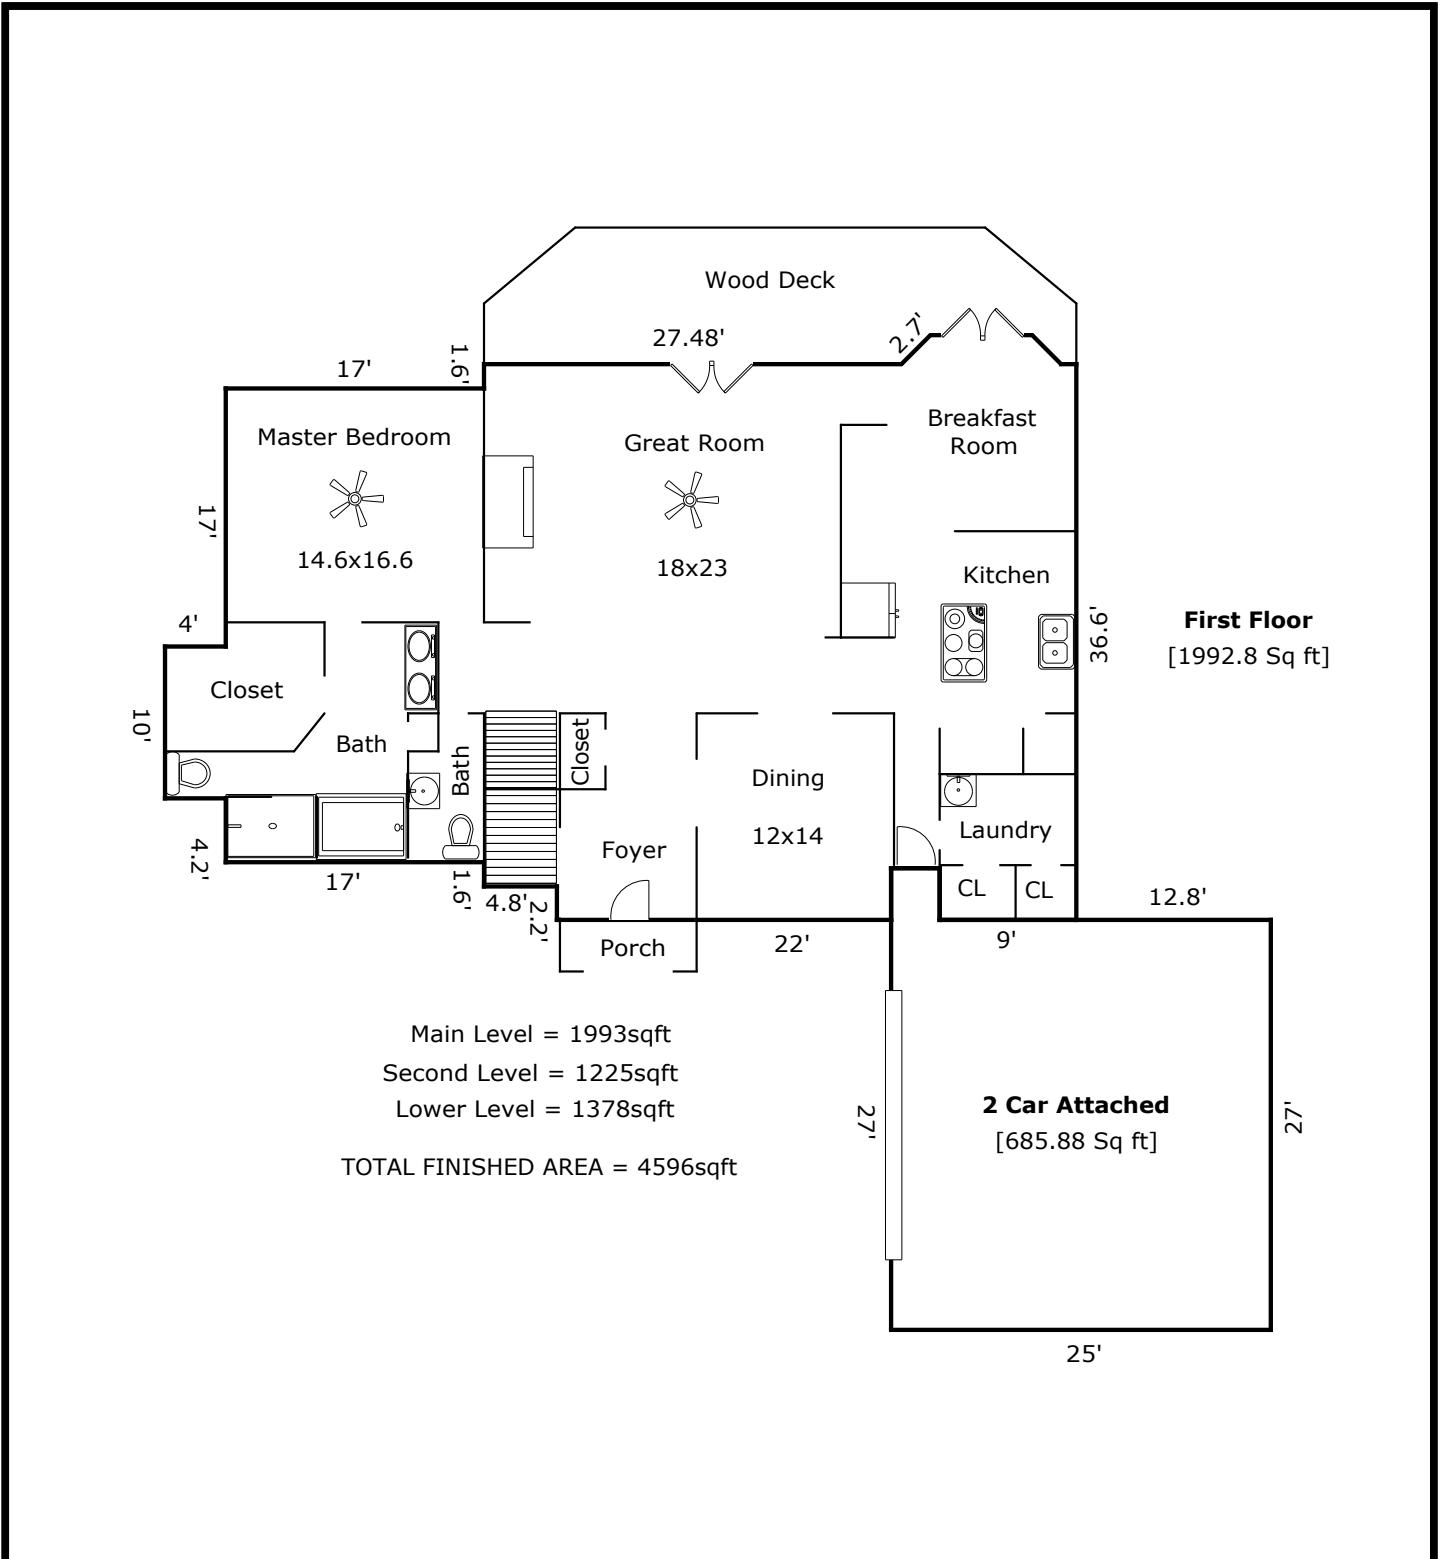 Wood Deck
27.48'
2.7'
1.6'
17'
Master Bedroom
Great Room
Breakfast
Room
17'
14.6x16.6
18x23
Kitchen
4'
36.6'
First Floor
[1992.8 Sq ft]
Closet
10'
Bath
Bath
Closet
Dining
12x14
Foyer
Laundry
4.2'
17'
1.6'
4.8'
2.2'
CL
CL
12.8'
Porch
22'
9'
Main Level = 1993sqft
Second Level = 1225sqft
Lower Level = 1378sqft
TOTAL FINISHED AREA = 4596sqft
27'
2 Car Attached
[685.88 Sq ft]
27'
25'